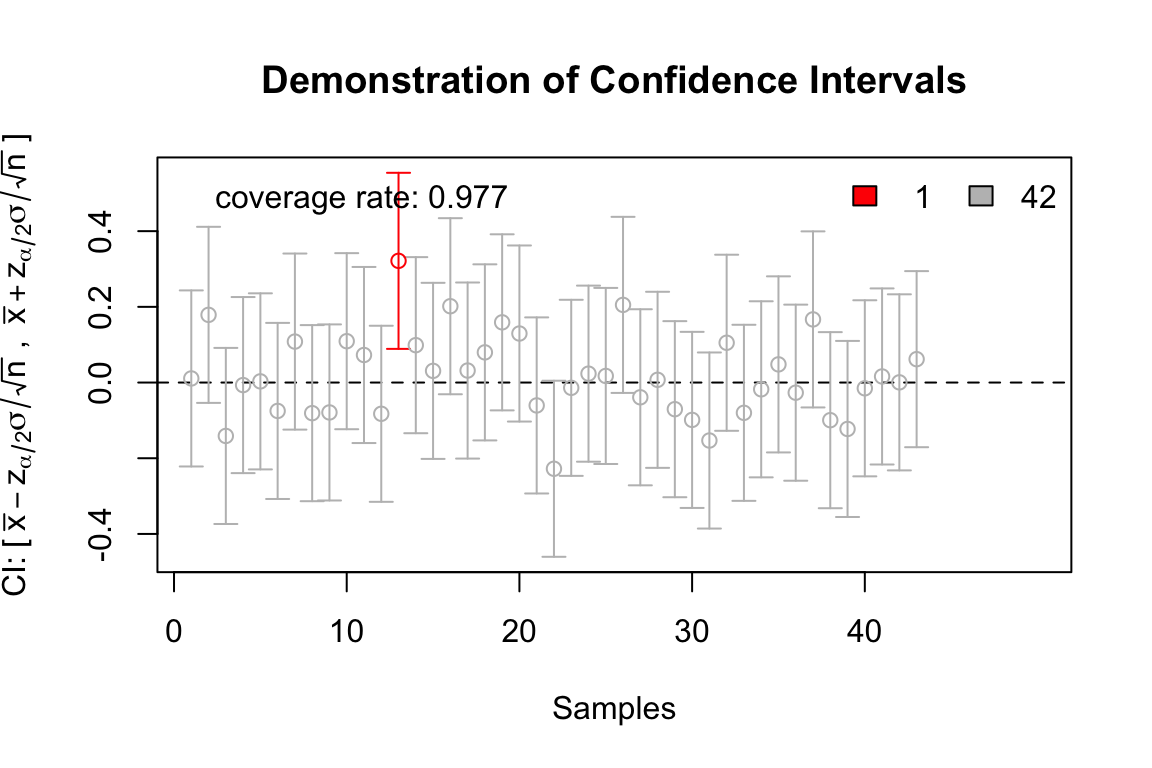 Demonstration of Confidence Intervals
CI: [ x̅ − zα/2σ/√n , x̅ + zα/2σ/√n ]
coverage rate: 0.977
1 42
0.4
0.2
0.0
-0.4
0 10 20 30 40
Samples